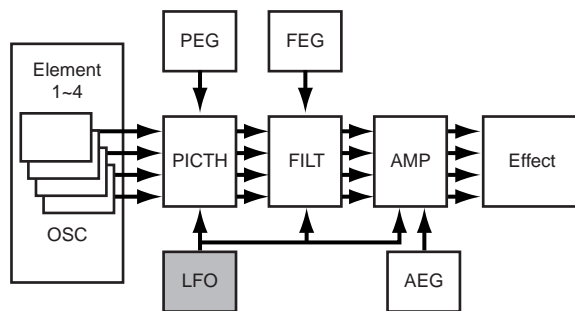 PEG
FEG
Element
1~4
PICTH
FILT
AMP
Effect
OSC
LFO
AEG